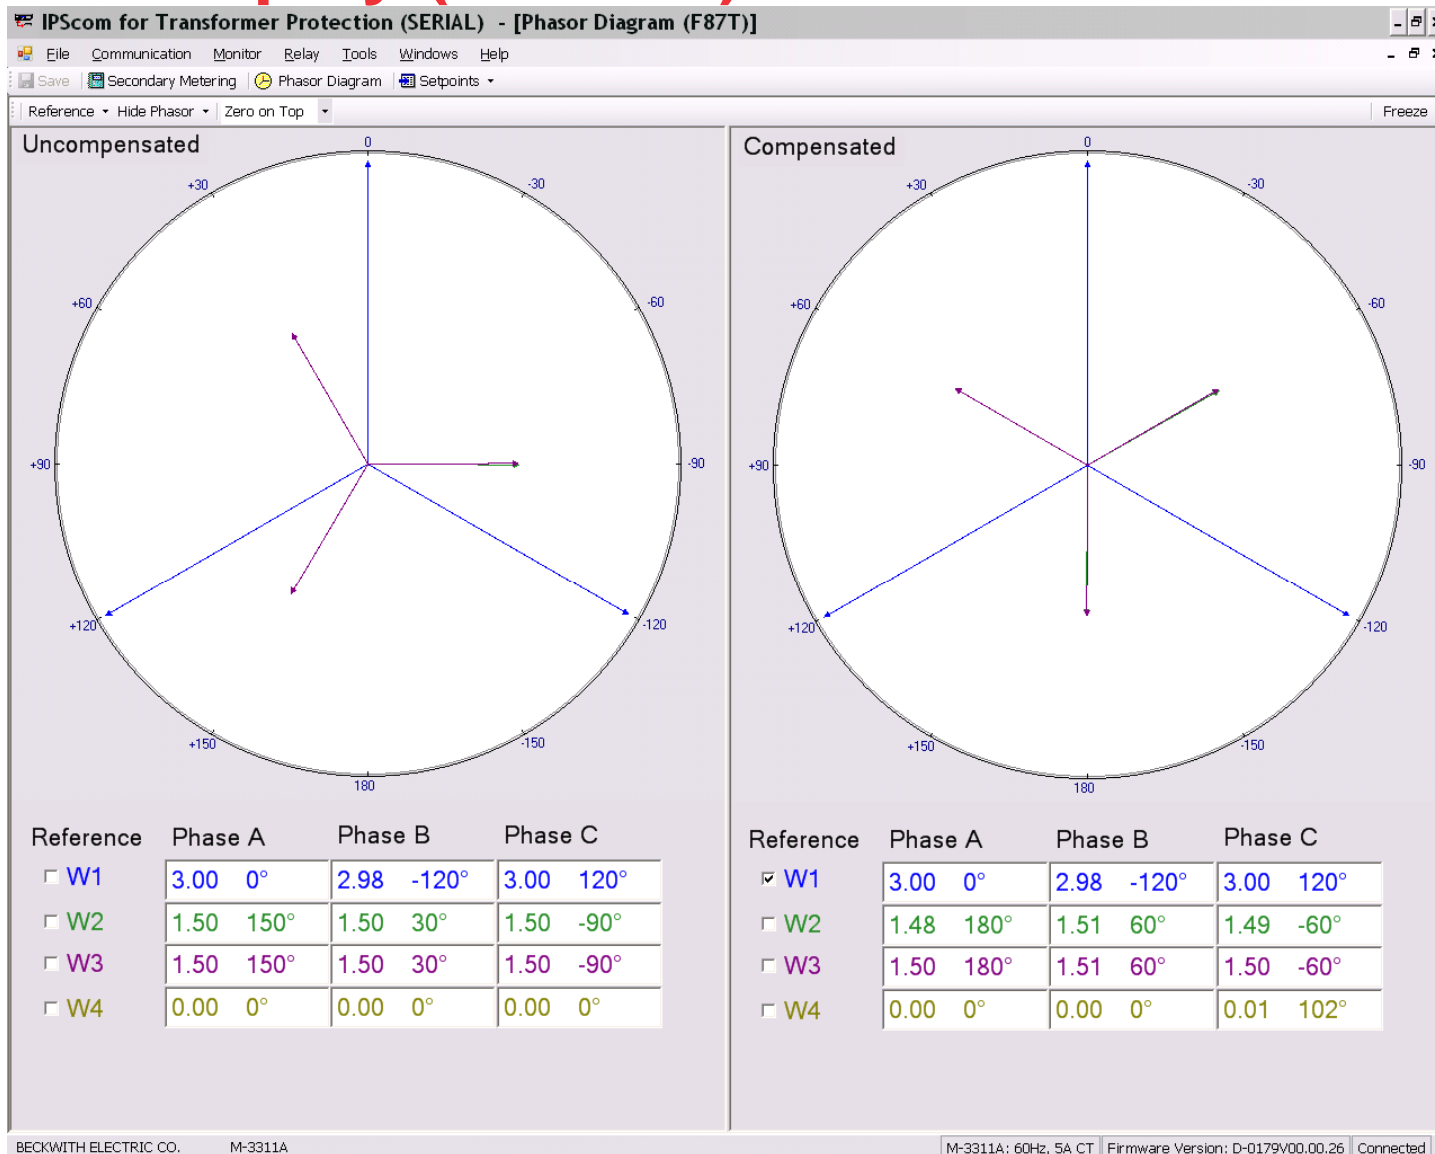 IPScom for Transformer Protection (SERIAL) - [Phasor Diagram (F87T)]
File Communication Monitor Relay Tools Windows Help
Save Secondary Metering Phasor Diagram Setpoints
Reference Hide Phasor Zero on Top Freeze
Uncompensated
0
+30 -30
+60 -60
+90 -90
+120 -120
+150 -150
180
Reference Phase A Phase B Phase C
W1 3.00 0° 2.98 -120° 3.00 120°
W2 1.50 150° 1.50 30° 1.50 -90°
W3 1.50 150° 1.50 30° 1.50 -90°
W4 0.00 0° 0.00 0° 0.00 0°
Compensated
0
+30 -30
+60 -60
+90 -90
+120 -120
+150 -150
180
Reference Phase A Phase B Phase C
W1 3.00 0° 2.98 -120° 3.00 120°
W2 1.48 180° 1.51 60° 1.49 -60°
W3 1.50 180° 1.51 60° 1.50 -60°
W4 0.00 0° 0.00 0° 0.01 102°
BECKWITH ELECTRIC CO. M-3311A M-3311A: 60Hz, 5A CT Firmware Version: D-0179V00.00.26 Connected